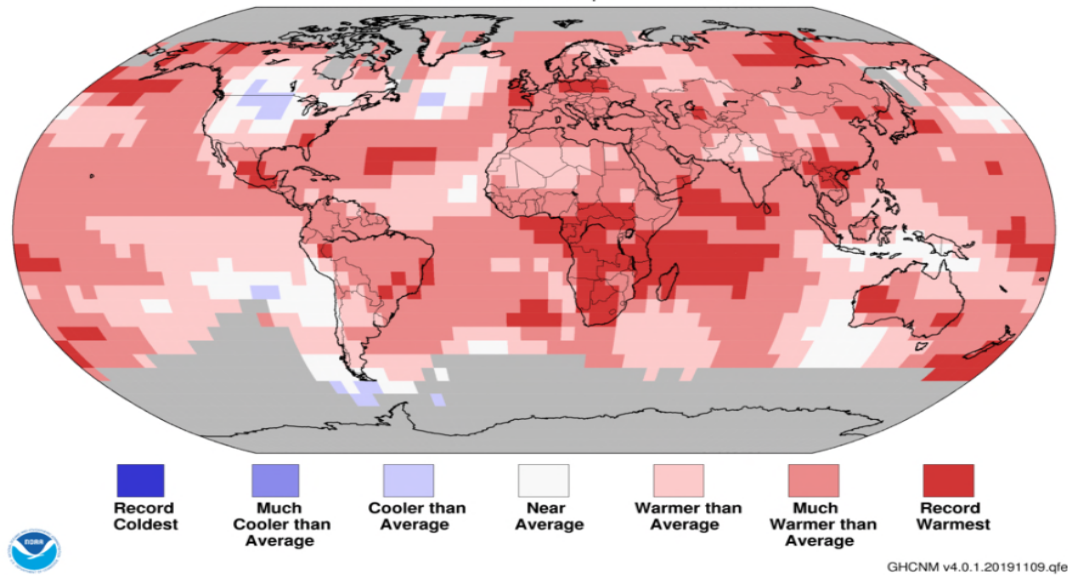 Record
Coldest
Much
Cooler than
Average
Cooler than
Average
Near
Average
Warmer than
Average
Much
Warmer than
Average
Record
Warmest
NOAA
GHCNM v4.0.1.20191109.qfe